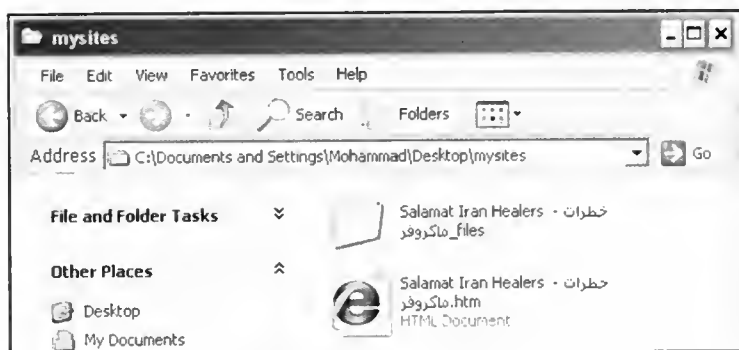 mysites
File Edit View Favorites Tools Help
Back Search Folders
Address C:\Documents and Settings\Mohammad\Desktop\mysites Go
File and Folder Tasks
Salamat Iran Healers - خطرات
ماکروفر_files
Other Places
Salamat Iran Healers - خطرات
ماکروفر.htm
HTML Document
Desktop
My Documents